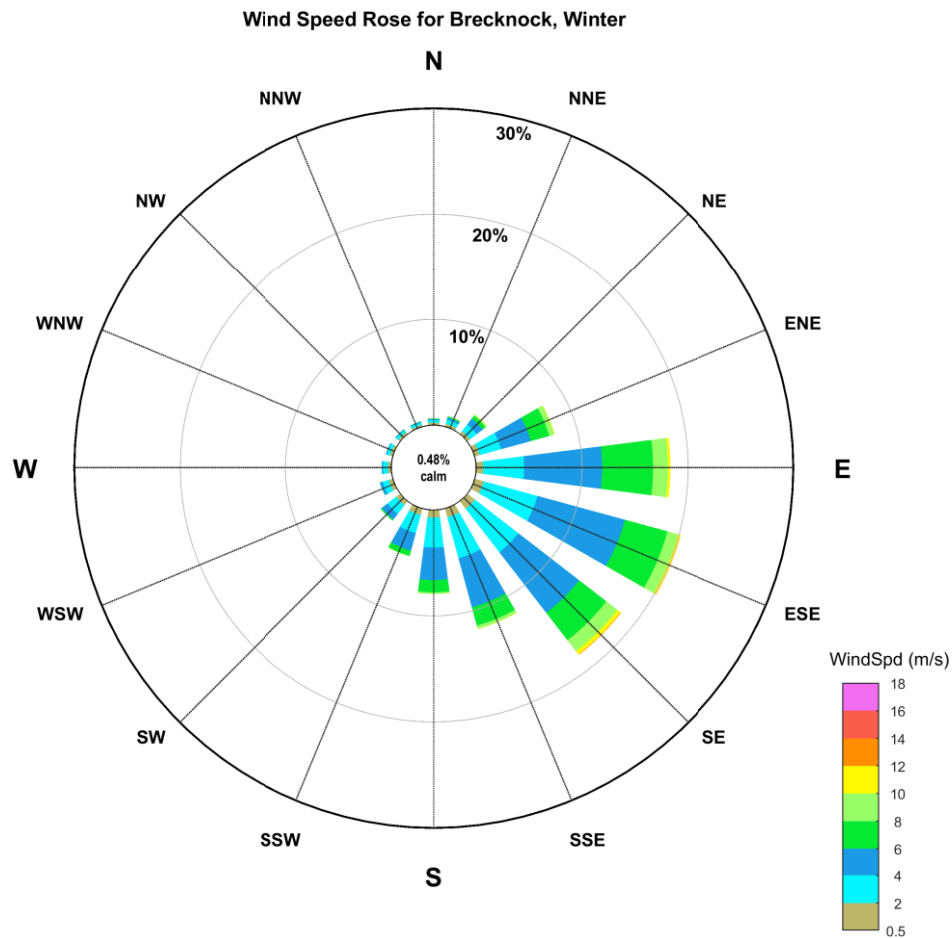 Wind Speed Rose for Brecknock, Winter
N
NNW
NNE
30%
NW
NE
20%
WNW
ENE
10%
W
0.48%
calm
E
WSW
ESE
WindSpd (m/s)
18
16
SW
SE
14
12
10
SSW
SSE
8
S
6
4
2
0.5